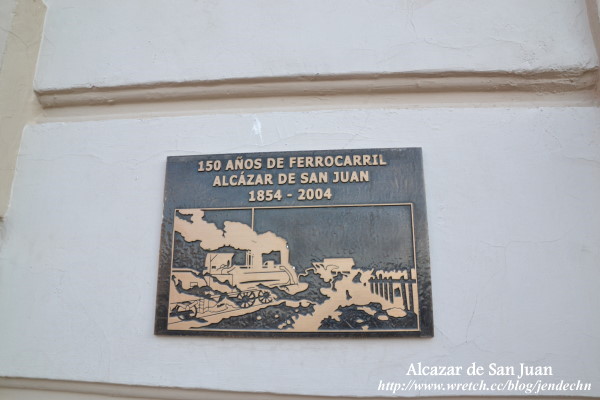 150 AÑOS DE FERROCARRIL
ALCÁZAR DE SAN JUAN
1854 - 2004
Alcazar de San Juan
http://www.wretch.cc/blog/jendechn